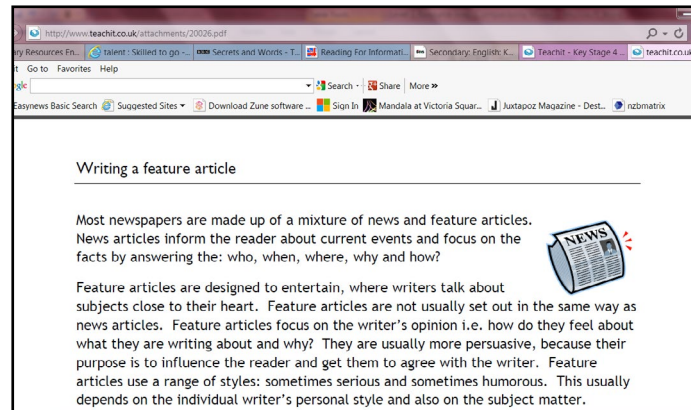 http://www.teachit.co.uk/attachments/20026.pdf
ry Resources En... talent : Skilled to go -... Secrets and Words - T... Reading For Informati... Secondary: English: K... Teachit - Key Stage 4 ... teachit.co.uk
it Go to Favorites Help
gle Search Share More »
Easynews Basic Search Suggested Sites Download Zune software ... Sign In Mandala at Victoria Squar... Juxtapoz Magazine - Dest... nzbmatrix
Writing a feature article
Most newspapers are made up of a mixture of news and feature articles.
News articles inform the reader about current events and focus on the
facts by answering the: who, when, where, why and how?
NEWS
Feature articles are designed to entertain, where writers talk about
subjects close to their heart. Feature articles are not usually set out in the same way as
news articles. Feature articles focus on the writer's opinion i.e. how do they feel about
what they are writing about and why? They are usually more persuasive, because their
purpose is to influence the reader and get them to agree with the writer. Feature
articles use a range of styles: sometimes serious and sometimes humorous. This usually
depends on the individual writer's personal style and also on the subject matter.